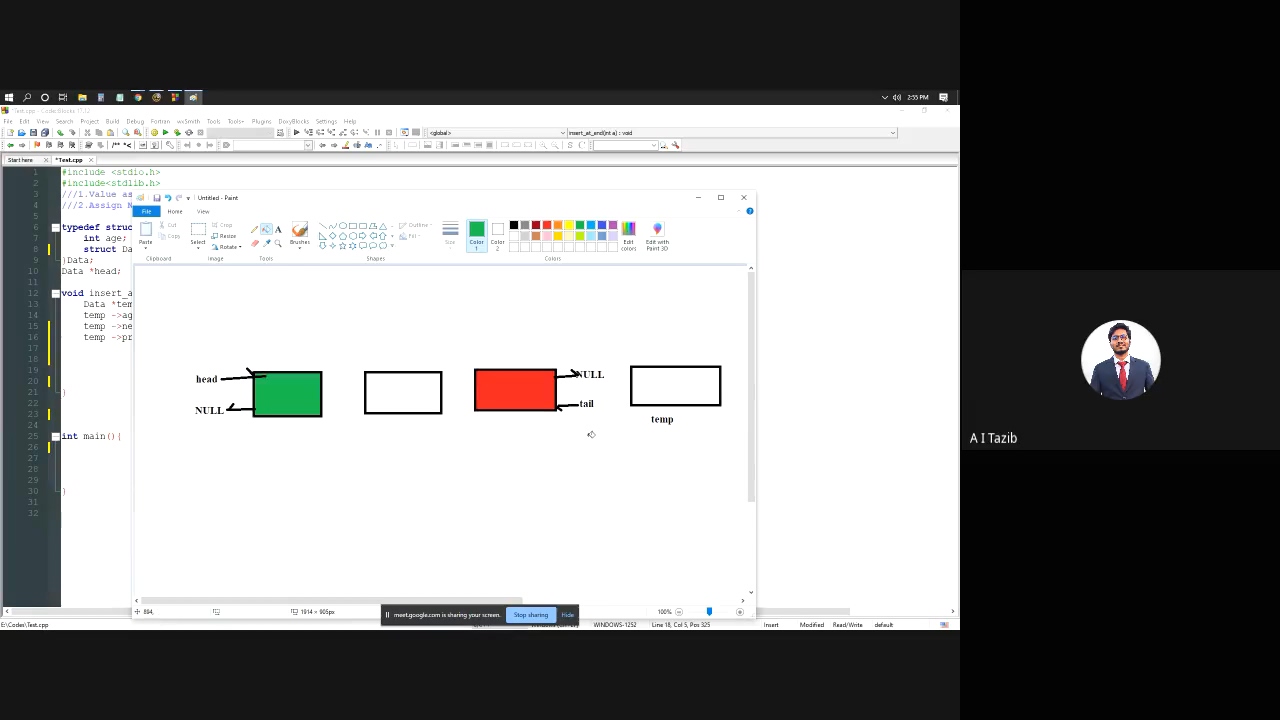 2:55 PM
Test.cpp - Code::Blocks 17.12
File Edit View Search Project Build Debug Fortran wxSmith Tools Tools+ Plugins DoxyBlocks Settings Help
<global>
insert_at_end(int a) : void
Start here
*Test.cpp
1 #include <stdio.h>
2 #include<stdlib.h>
3 ///1.Value as
4 ///2.Assign N
5
6 typedef struc
7 int age;
8 struct Da
9 }Data;
10 Data *head;
11
12 void insert_a
13 Data *tem
14 temp ->ag
15 temp ->ne
16 temp ->pr
17
18
20
21 }
22
23
25 int main(){
26
27
28
29
30 }
31
32
Untitled - Paint
File Home View
Paste
Cut
Copy
Clipboard
Select
Crop
Resize
Rotate
Image
Tools
Brushes
Shapes
Outline
Fill
Size
Color 1
Color 2
Edit colors
Edit with Paint 3D
Colors
head
NULL
NULL
tail
temp
894,
1914 × 905px
100%
meet.google.com is sharing your screen.
Stop sharing
Hide
E:\Codes\Test.cpp
WINDOWS-1252
Line 18, Col 5, Pos 325
Insert
Modified
Read/Write
default
A I Tazib